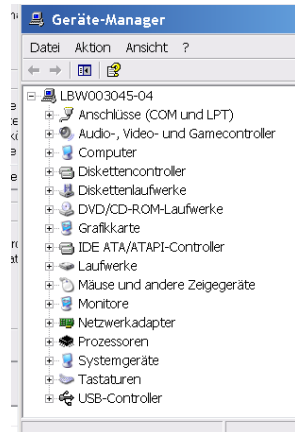 Geräte-Manager
Datei Aktion Ansicht ?
LBW003045-04
Anschlüsse (COM und LPT)
Audio-, Video- und Gamecontroller
Computer
Diskettencontroller
Diskettenlaufwerke
DVD/CD-ROM-Laufwerke
Grafikkarte
IDE ATA/ATAPI-Controller
Laufwerke
Mäuse und andere Zeigegeräte
Monitore
Netzwerkadapter
Prozessoren
Systemgeräte
Tastaturen
USB-Controller